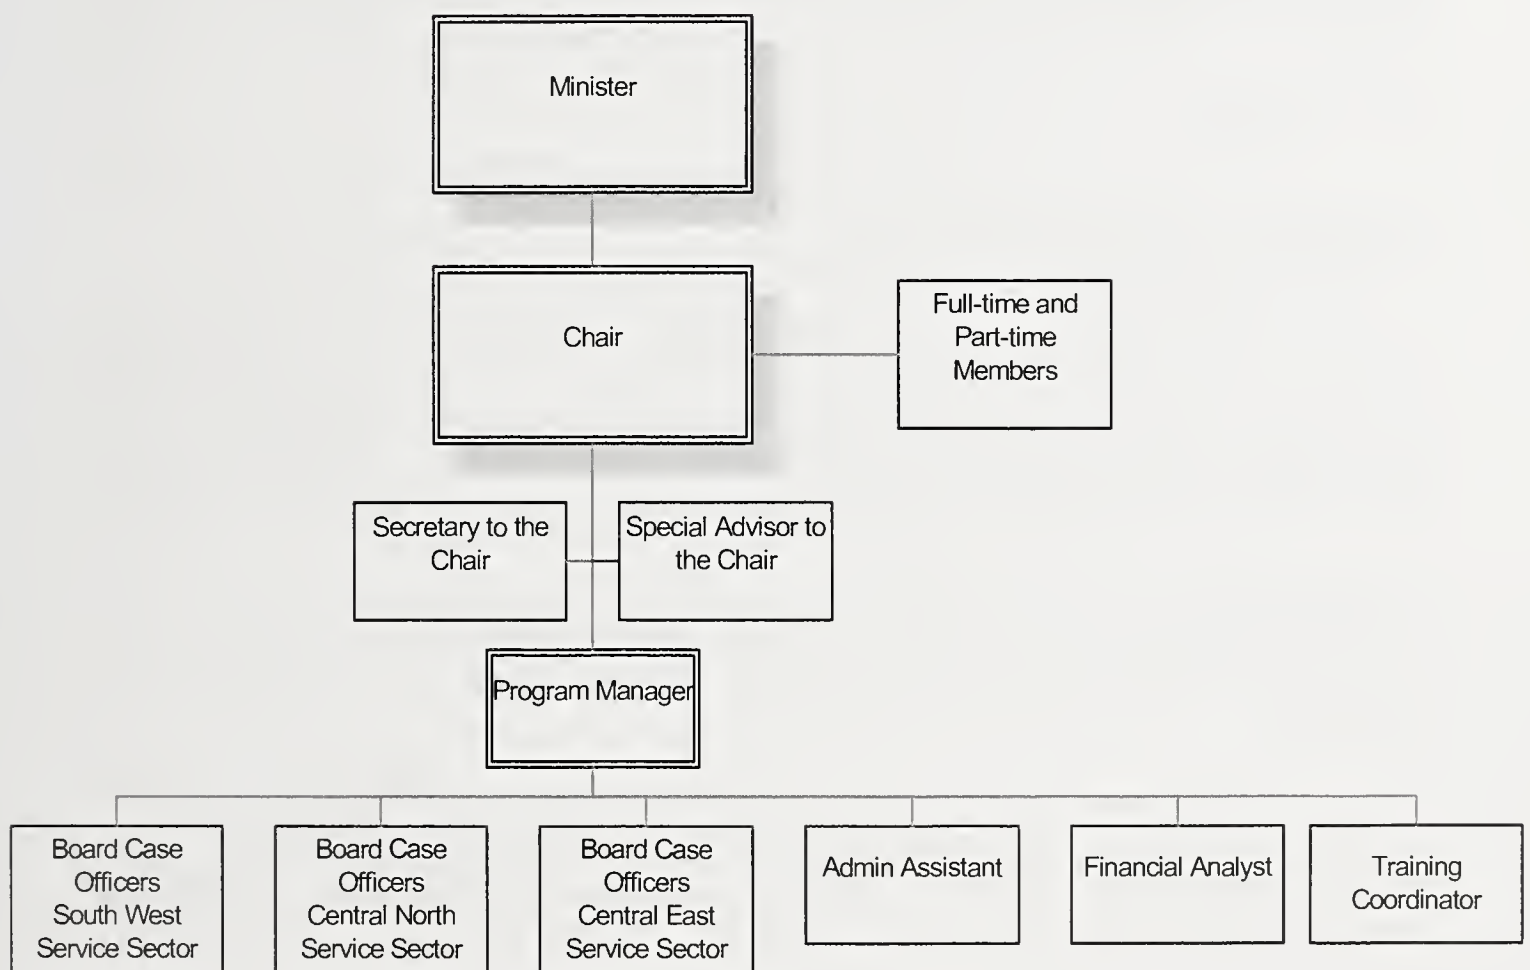 Minister
Chair
Full-time and
Part-time
Members
Secretary to the
Chair
Special Advisor to
the Chair
Program Manager
Board Case
Officers
South West
Service Sector
Board Case
Officers
Central North
Service Sector
Board Case
Officers
Central East
Service Sector
Admin Assistant
Financial Analyst
Training
Coordinator